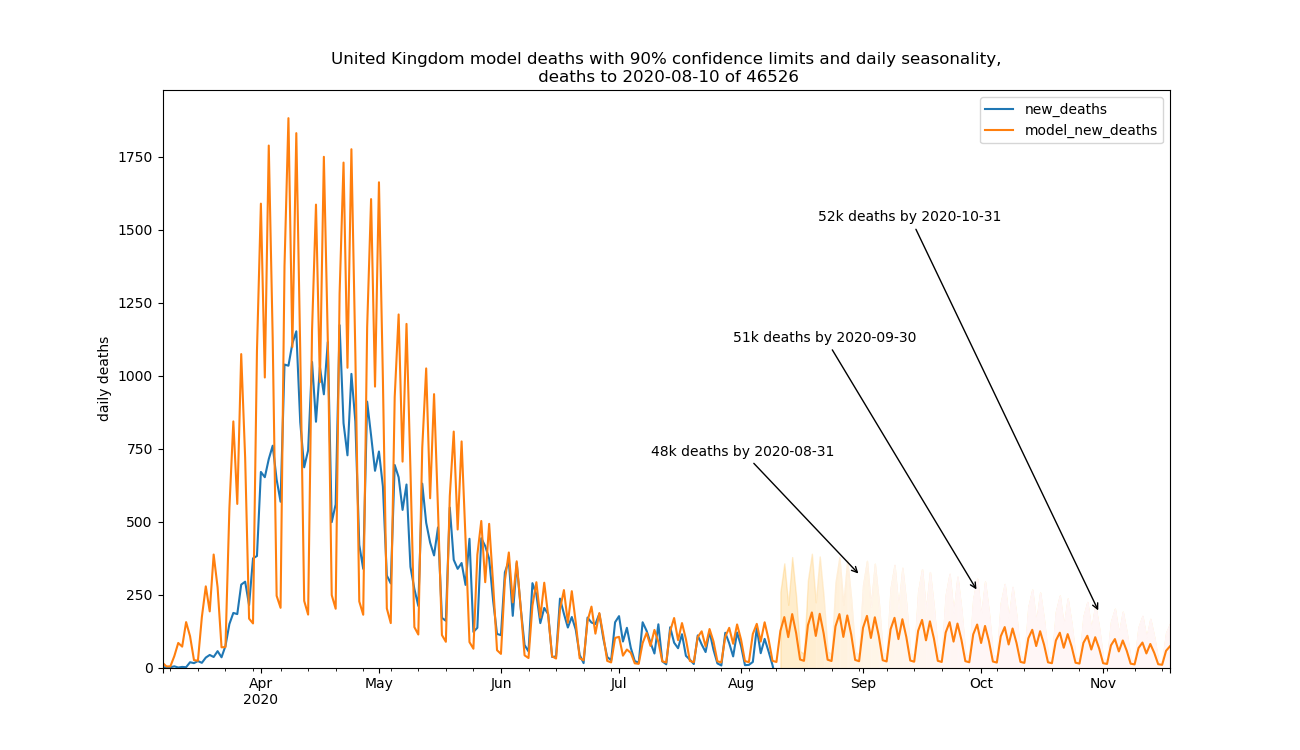 United Kingdom model deaths with 90% confidence limits and daily seasonality,
deaths to 2020-08-10 of 46526
new_deaths
model_new_deaths
daily deaths
1750
1500
1250
1000
750
500
250
0
52k deaths by 2020-10-31
51k deaths by 2020-09-30
48k deaths by 2020-08-31
Apr May Jun Jul Aug Sep Oct Nov
2020